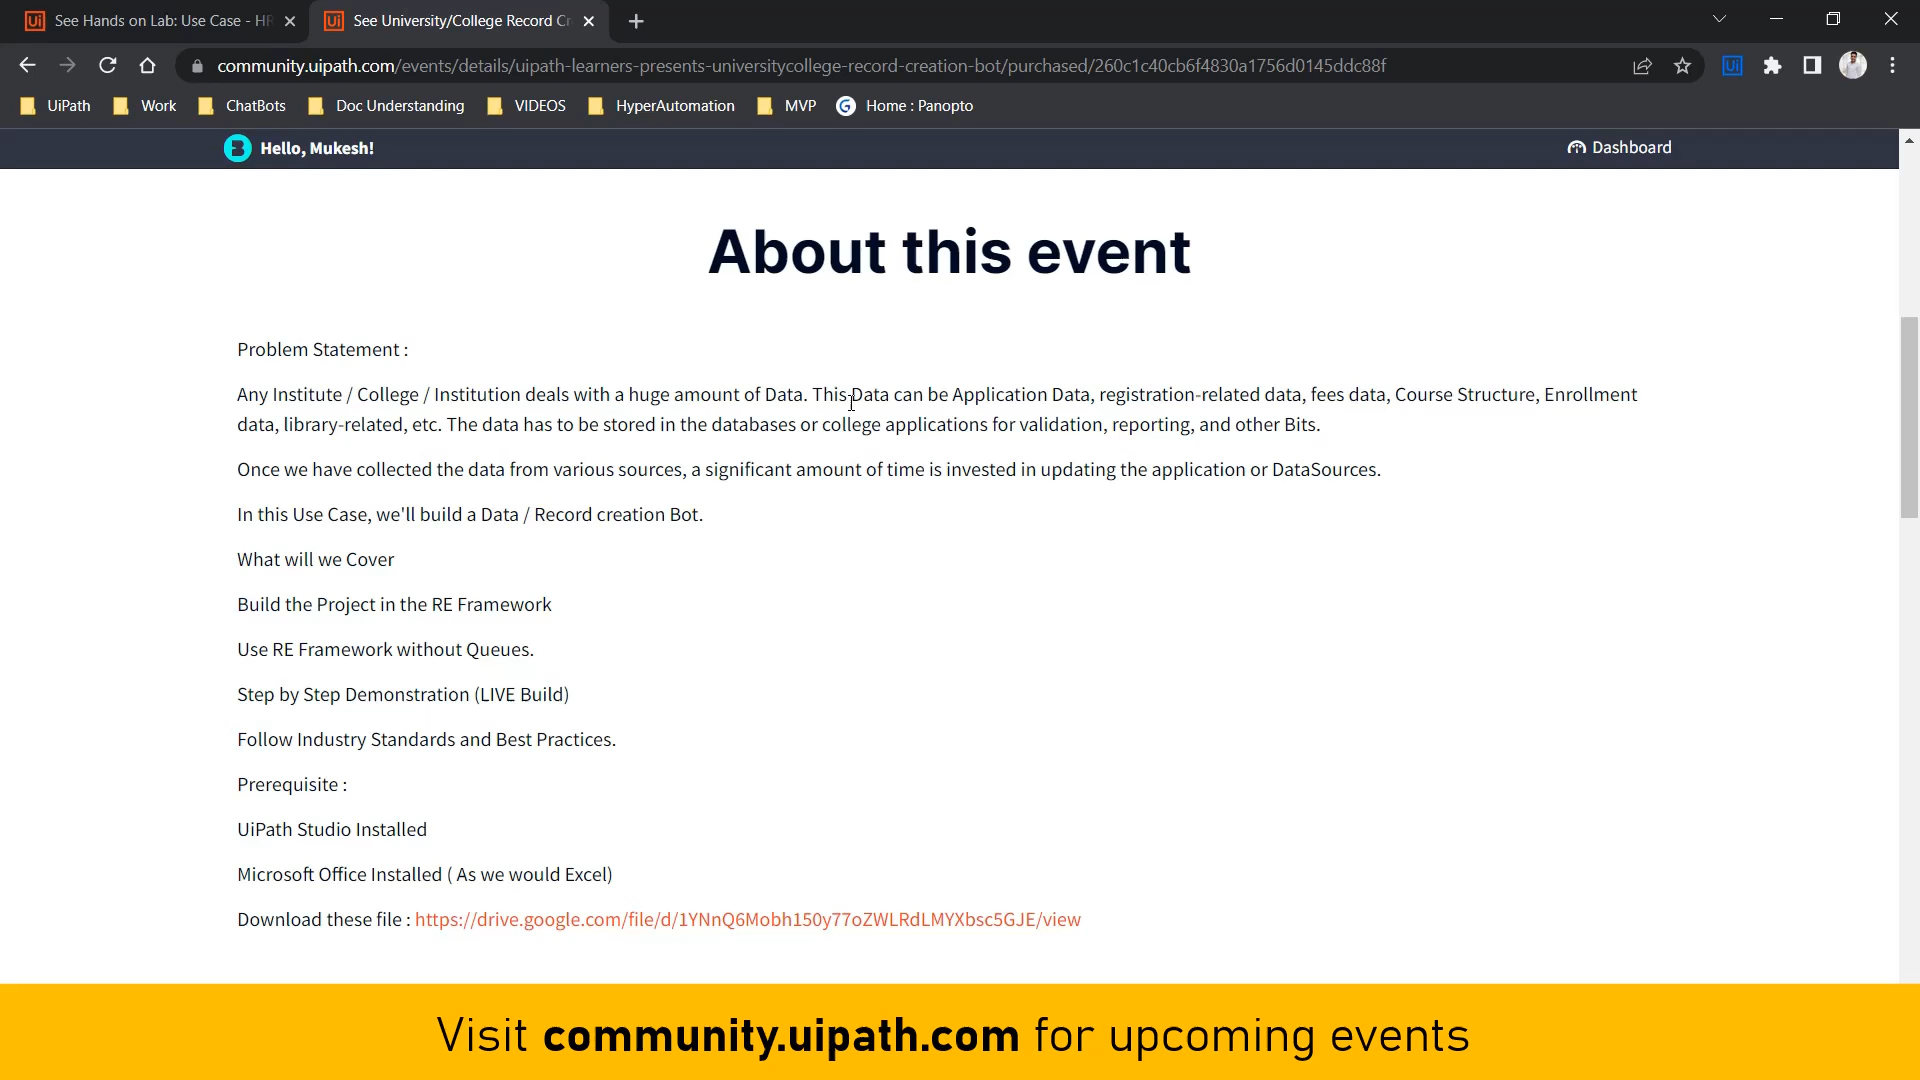 See Hands on Lab: Use Case - HR
See University/College Record Cr
community.uipath.com/events/details/uipath-learners-presents-universitycollege-record-creation-bot/purchased/260c1c40cb6f4830a1756d0145ddc88f
UiPath Work ChatBots Doc Understanding VIDEOS HyperAutomation MVP Home : Panopto
Hello, Mukesh!
Dashboard
About this event
Problem Statement :
Any Institute / College / Institution deals with a huge amount of Data. This Data can be Application Data, registration-related data, fees data, Course Structure, Enrollment
data, library-related, etc. The data has to be stored in the databases or college applications for validation, reporting, and other Bits.
Once we have collected the data from various sources, a significant amount of time is invested in updating the application or DataSources.
In this Use Case, we'll build a Data / Record creation Bot.
What will we Cover
Build the Project in the RE Framework
Use RE Framework without Queues.
Step by Step Demonstration (LIVE Build)
Follow Industry Standards and Best Practices.
Prerequisite :
UiPath Studio Installed
Microsoft Office Installed ( As we would Excel)
Download these file : https://drive.google.com/file/d/1YNnQ6Mobh150y77oZWLRdLMYXbsc5GJE/view
Visit community.uipath.com for upcoming events